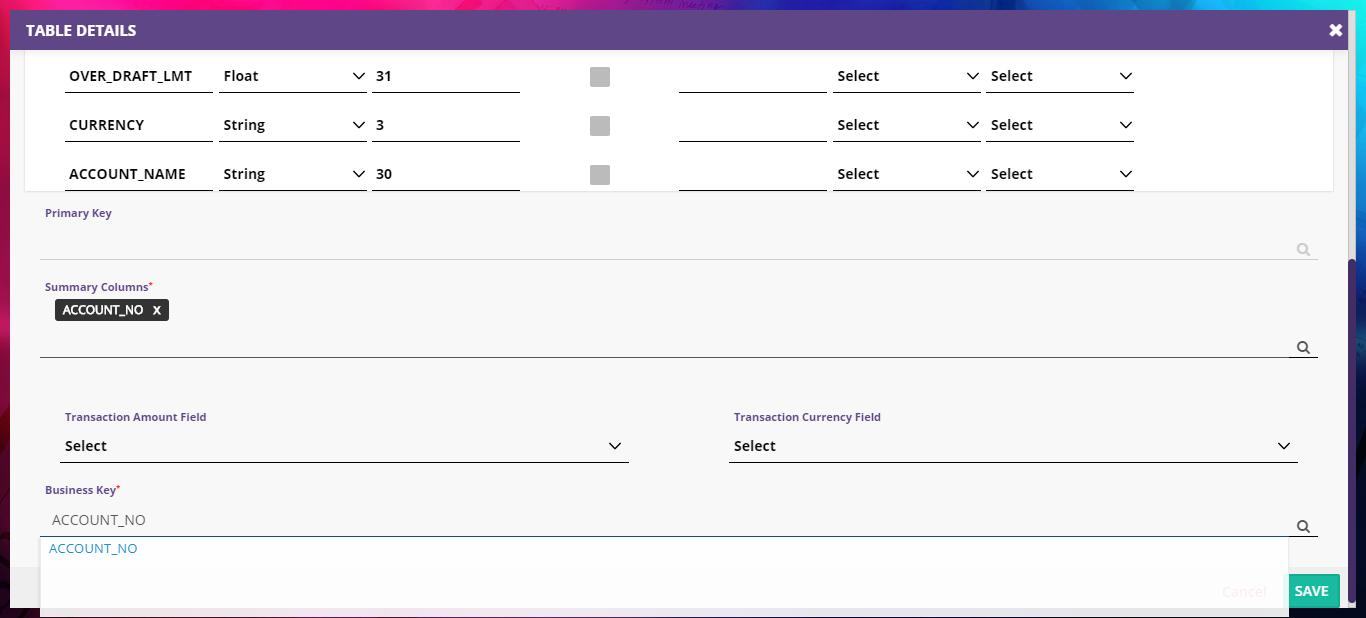 TABLE DETAILS
OVER_DRAFT_LMT Float 31 Select Select
CURRENCY String 3 Select Select
ACCOUNT_NAME String 30 Select Select
Primary Key
Summary Columns*
ACCOUNT_NO X
Transaction Amount Field Transaction Currency Field
Select Select
Business Key*
ACCOUNT_NO
ACCOUNT_NO
Cancel SAVE